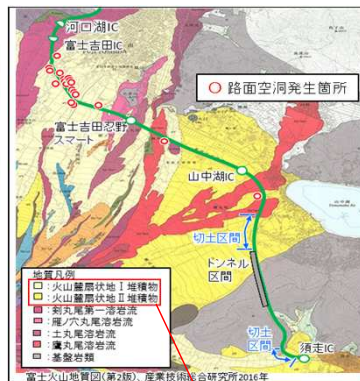 河口湖IC
富士吉田IC
路面空洞発生箇所
富士吉田忍野
スマート
山中湖IC
切土区間
トンネル
区間
切土
区間
須走IC
地質凡例
:火山麓扇状地Ⅰ堆積物
:火山麓扇状地Ⅱ堆積物
:剣丸尾第一溶岩流
:雁ノ穴丸尾溶岩流
:土丸尾溶岩流
:鷹丸尾溶岩流
:基盤岩類
富士火山地質図(第2版)、産業技術総合研究所2016年